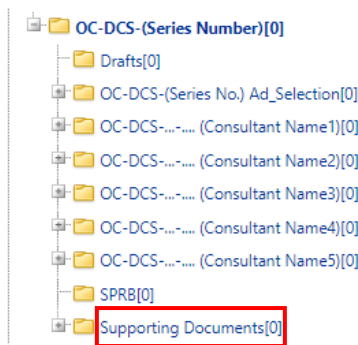 OC-DCS-(Series Number)[0]
Drafts[0]
OC-DCS-(Series No.) Ad_Selection[0]
OC-DCS-...-.... (Consultant Name1)[0]
OC-DCS-...-.... (Consultant Name2)[0]
OC-DCS-...-.... (Consultant Name3)[0]
OC-DCS-...-.... (Consultant Name4)[0]
OC-DCS-...-.... (Consultant Name5)[0]
SPRB[0]
Supporting Documents[0]